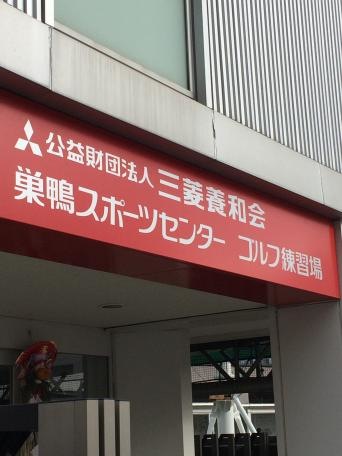 公益財団法人 三菱養和会
巣鴨スポーツセンター ゴルフ練習場